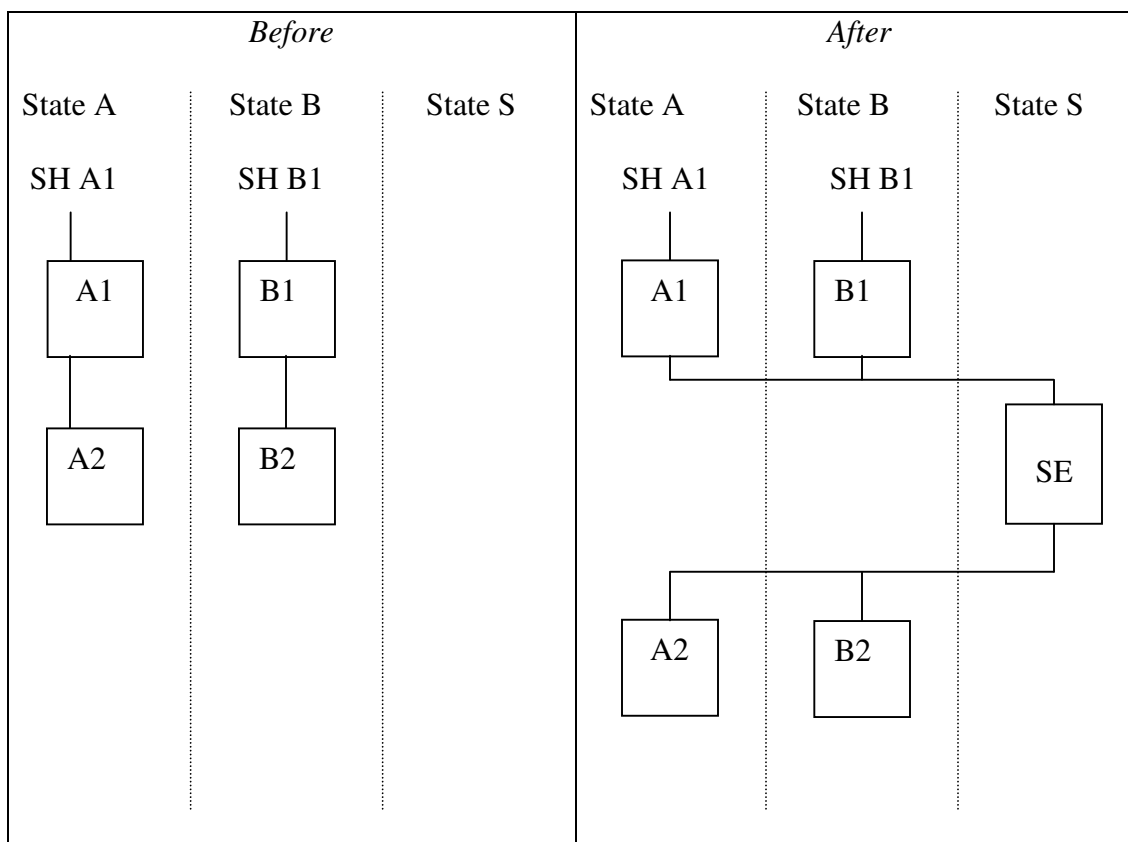 Before
State A State B State S
SH A1 SH B1
A1 B1
A2 B2
After
State A State B State S
SH A1 SH B1
A1 B1
SE
A2 B2